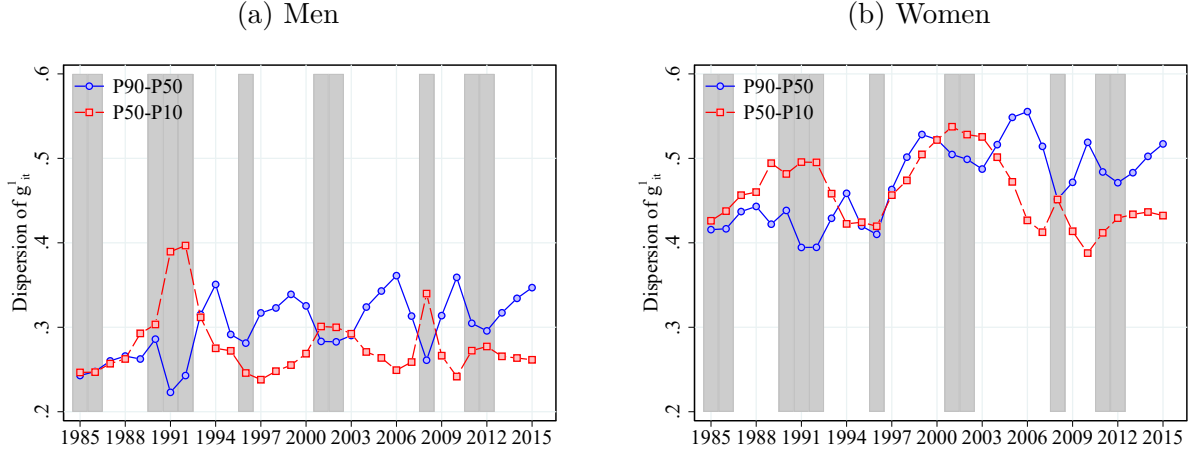 (a) Men
.6
.5
.4
.3
.2
Dispersion of g¹ᵢₜ
P90-P50
P50-P10
1985 1988 1991 1994 1997 2000 2003 2006 2009 2012 2015
(b) Women
.6
.5
.4
.3
.2
Dispersion of g¹ᵢₜ
P90-P50
P50-P10
1985 1988 1991 1994 1997 2000 2003 2006 2009 2012 2015